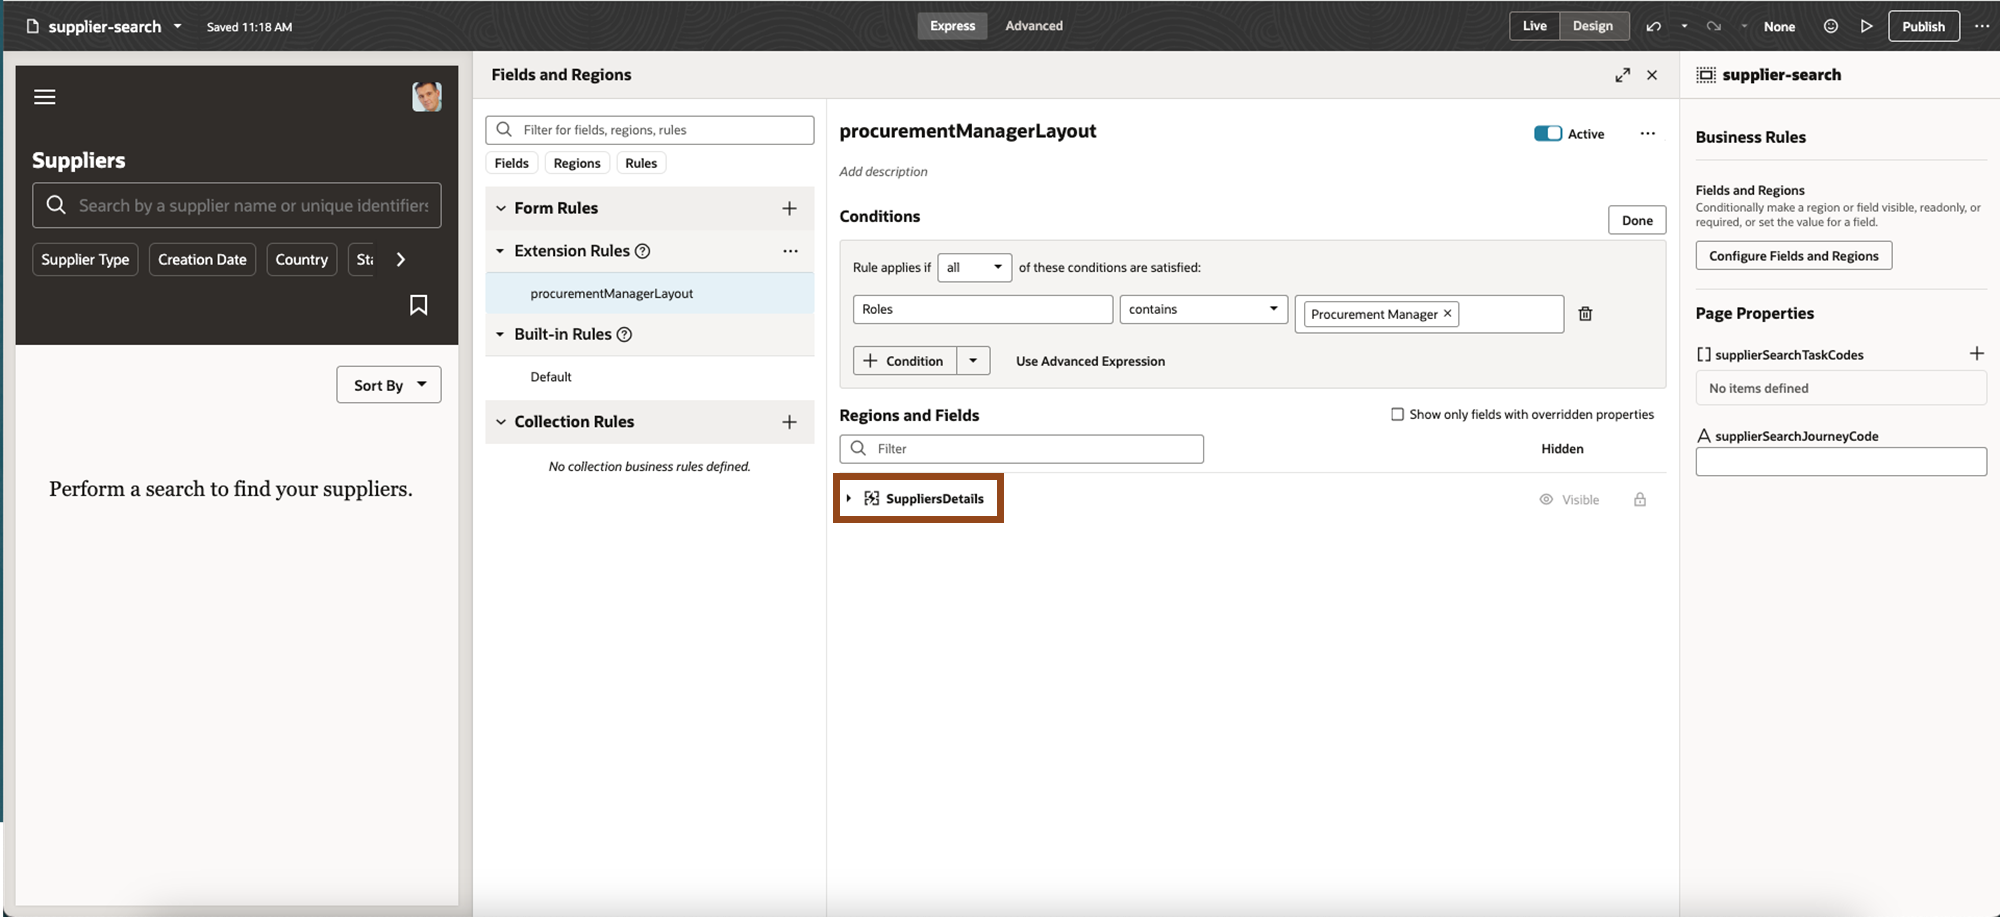 supplier-search
Saved 11:18 AM
Express
Advanced
Live
Design
None
Publish
Suppliers
Search by a supplier name or unique identifiers
Supplier Type
Creation Date
Country
Sta
Sort By
Perform a search to find your suppliers.
Fields and Regions
Filter for fields, regions, rules
Fields
Regions
Rules
Form Rules
Extension Rules
procurementManagerLayout
Built-in Rules
Default
Collection Rules
No collection business rules defined.
procurementManagerLayout
Active
Add description
Conditions
Done
Rule applies if all of these conditions are satisfied:
Roles
contains
Procurement Manager
Condition
Use Advanced Expression
Regions and Fields
Show only fields with overridden properties
Filter
Hidden
SuppliersDetails
Visible
supplier-search
Business Rules
Fields and Regions
Conditionally make a region or field visible, readonly, or
required, or set the value for a field.
Configure Fields and Regions
Page Properties
supplierSearchTaskCodes
No items defined
supplierSearchJourneyCode